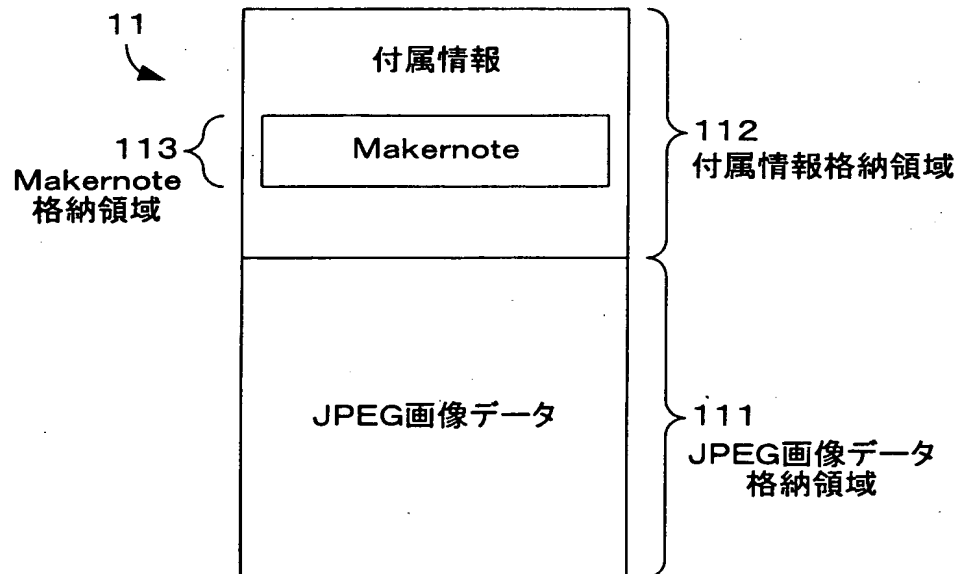 11
付属情報
113
Makernote
格納領域
Makernote
112
付属情報格納領域
JPEG画像データ
111
JPEG画像データ
格納領域